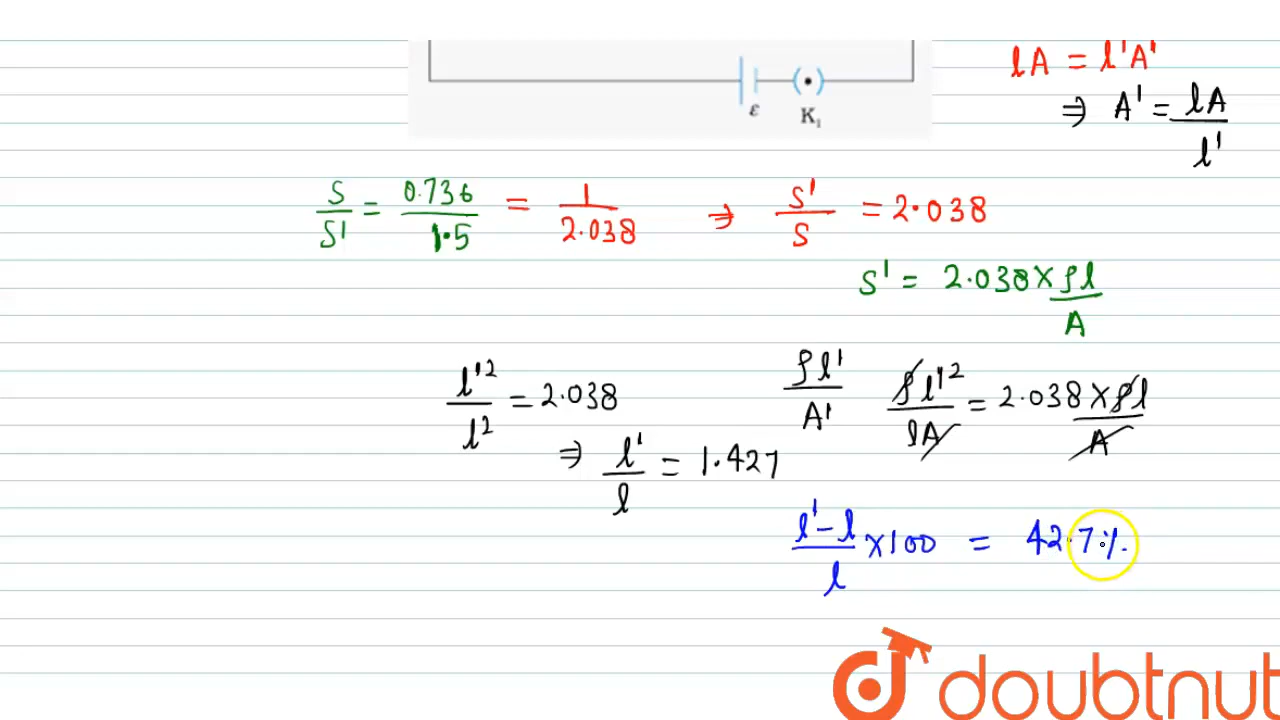 lA = l'A'
⇒ A' = lA/l'
ε K₁
S/S' = 0.736/1.5 = 1/2.038 ⇒ S'/S = 2.038
S' = 2.038 × ρl/A
l'²/l² = 2.038 ρl'/A' ρl'²/lA = 2.038 × ρl/A
⇒ l'/l = 1.427
l'-l/l × 100 = 42.7%.
doubtnut